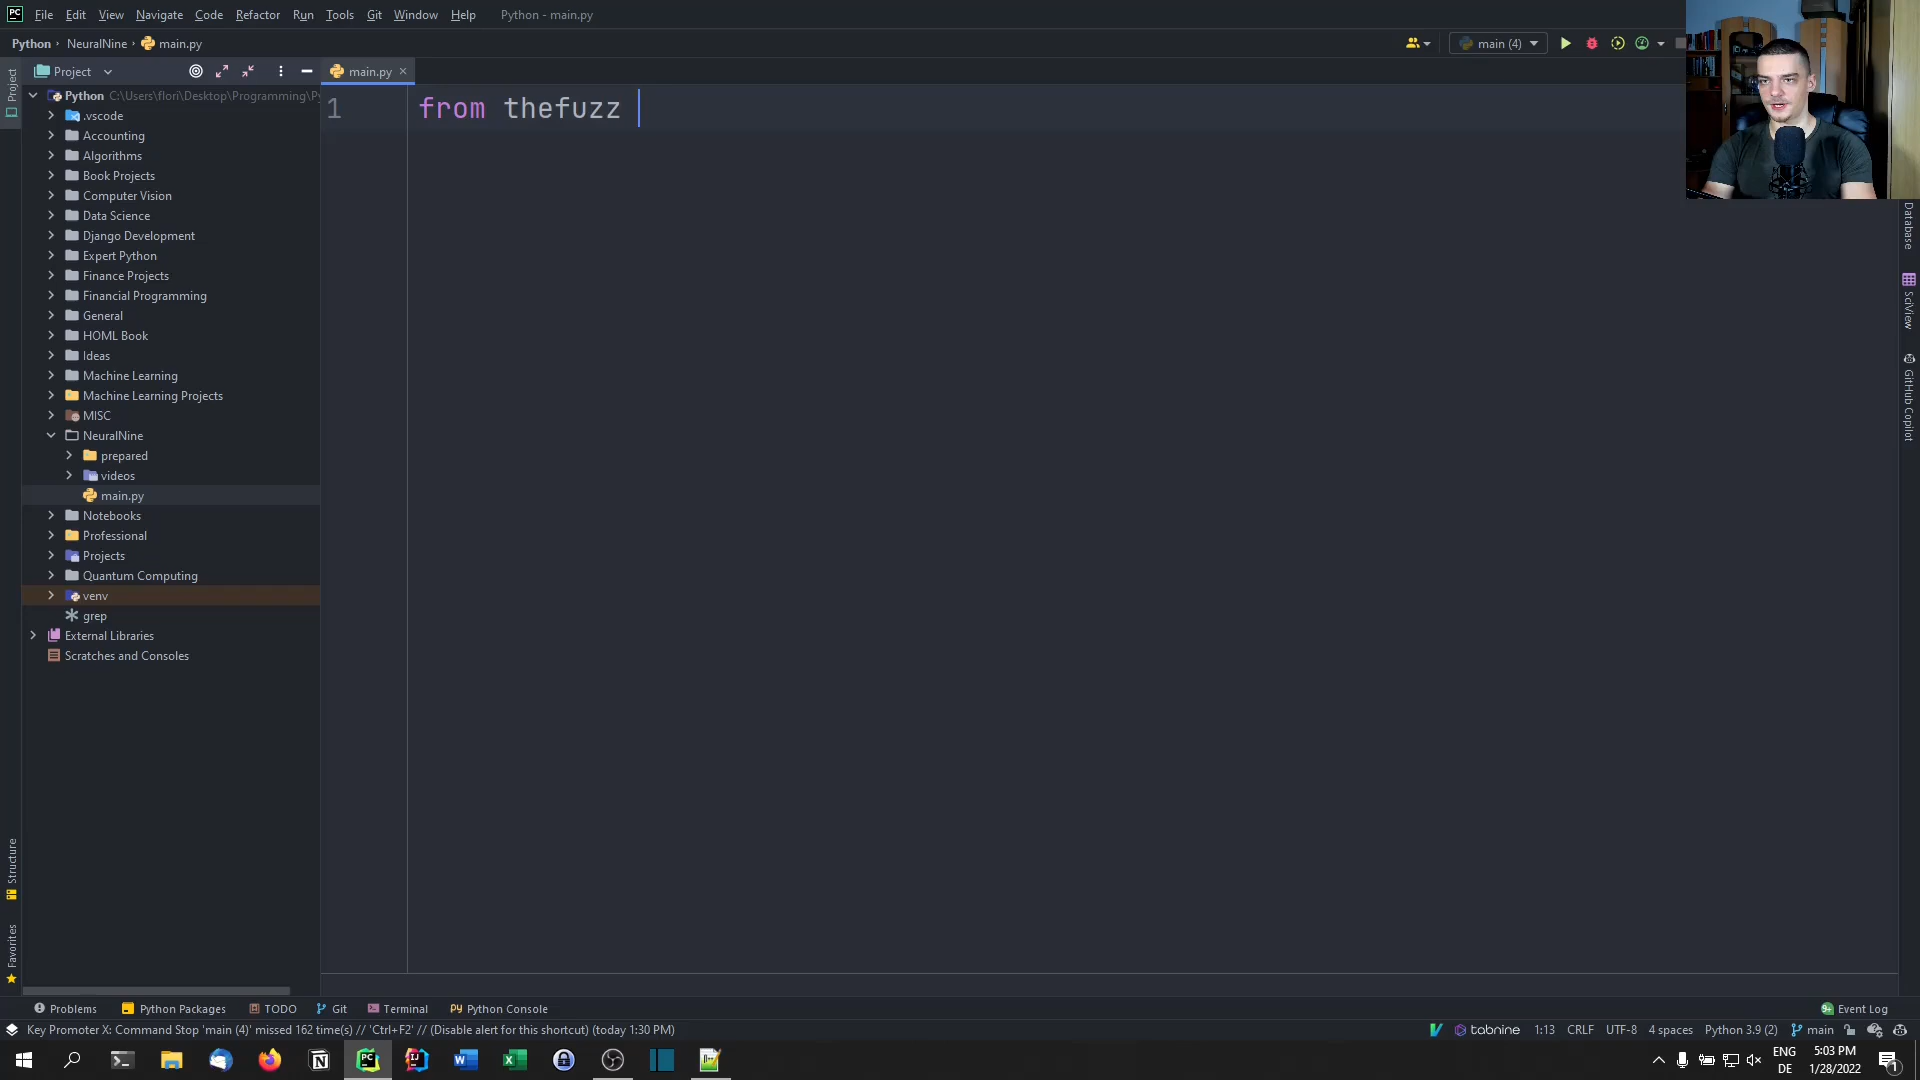 PC File Edit View Navigate Code Refactor Run Tools Git Window Help Python - main.py
Python NeuralNine main.py
main (4)
Project
main.py
Project
Python C:\Users\flori\Desktop\Programming\Py
.vscode
Accounting
Algorithms
Book Projects
Computer Vision
Data Science
Django Development
Expert Python
Finance Projects
Financial Programming
General
HOML Book
Ideas
Machine Learning
Machine Learning Projects
MISC
NeuralNine
prepared
videos
main.py
Notebooks
Professional
Projects
Quantum Computing
venv
grep
External Libraries
Scratches and Consoles
1 from thefuzz
Database
SciView
GitHub Copilot
Structure
Favorites
Problems Python Packages TODO Git Terminal Python Console Event Log
Key Promoter X: Command Stop 'main (4)' missed 162 time(s) // 'Ctrl+F2' // (Disable alert for this shortcut) (today 1:30 PM)
tabnine 1:13 CRLF UTF-8 4 spaces Python 3.9 (2) main
ENG
DE
5:03 PM
1/28/2022
1